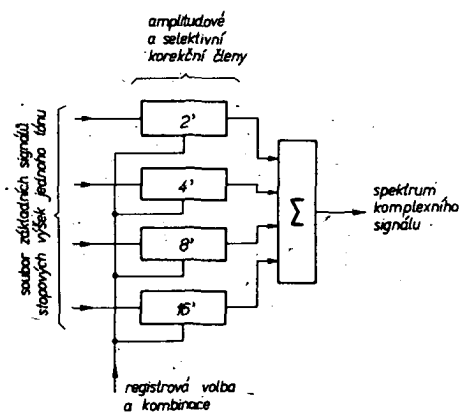 amplitudové
a selektivní
korekční členy
soubor základních signálů
stopových výšek jednoho tónu
2'
4'
8'
16'
Σ
spektrum
komplexního
signálu
registrová volba
a kombinace